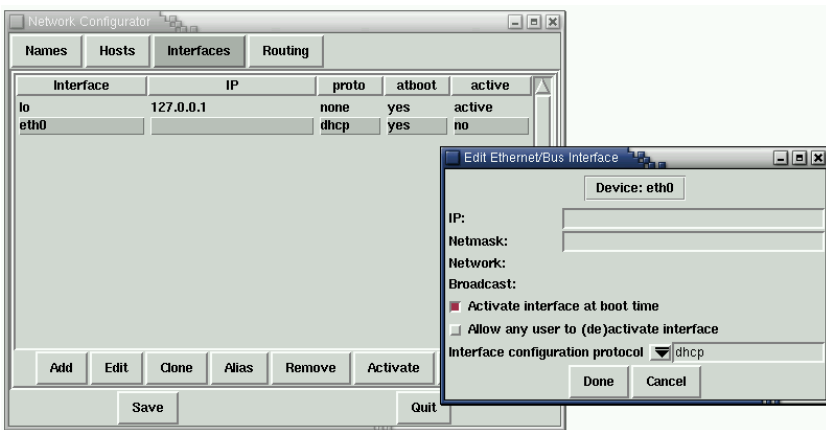 Network Configurator
Names Hosts Interfaces Routing
Interface IP proto atboot active
lo 127.0.0.1 none yes active
eth0 dhcp yes no
Add Edit Clone Alias Remove Activate
Save Quit
Edit Ethernet/Bus Interface
Device: eth0
IP:
Netmask:
Network:
Broadcast:
Activate interface at boot time
Allow any user to (de)activate interface
Interface configuration protocol dhcp
Done Cancel